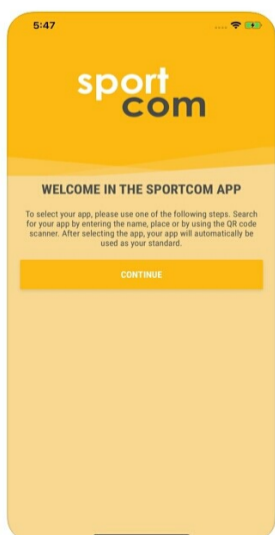 5:47
sport
com
WELCOME IN THE SPORTCOM APP
To select your app, please use one of the following steps. Search
for your app by entering the name, place or by using the QR code
scanner. After selecting the app, your app will automatically be
used as your standard.
CONTINUE